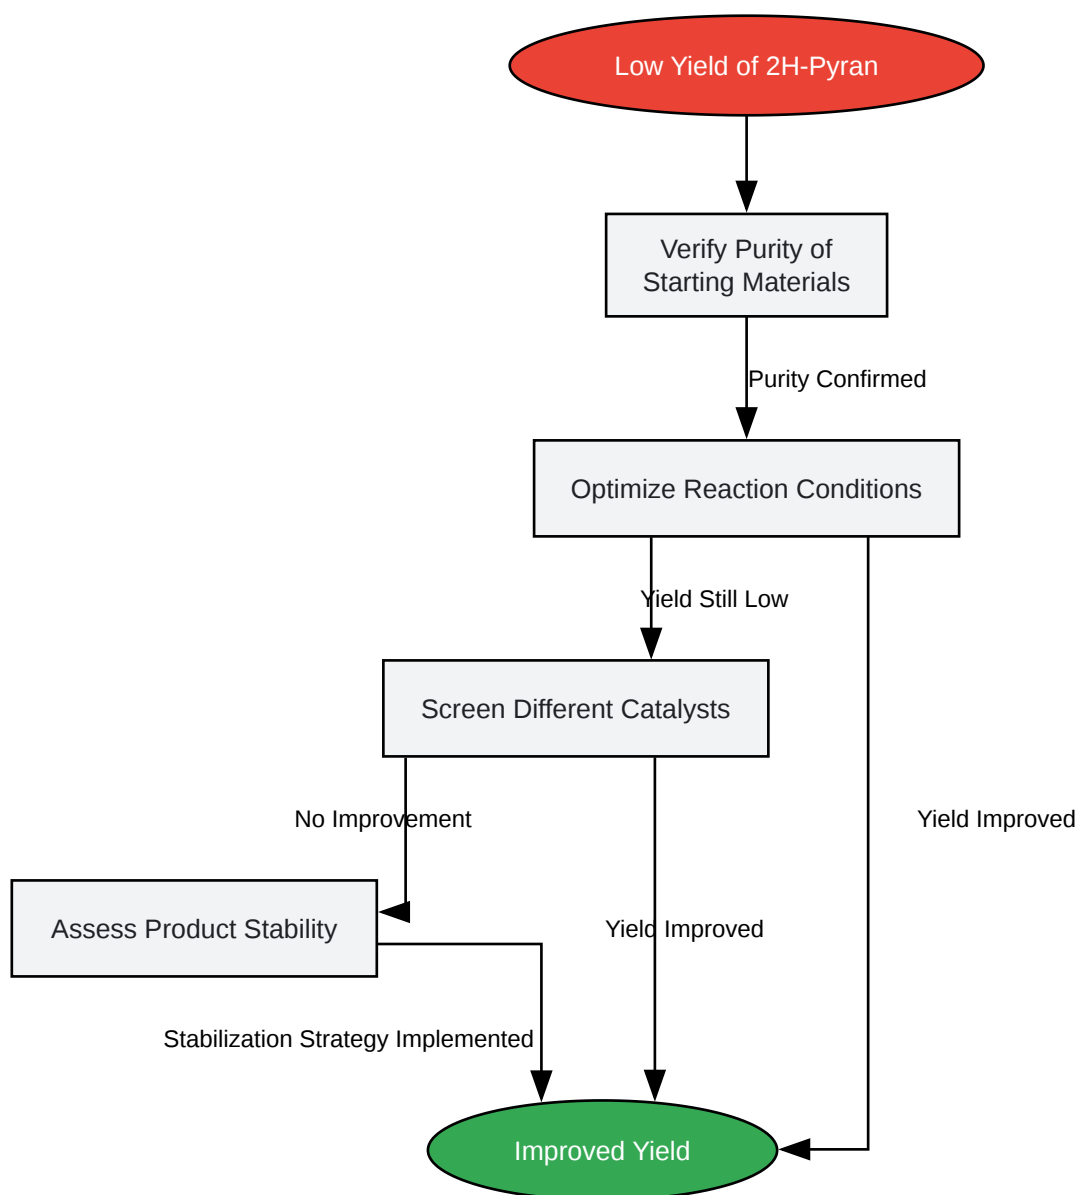 Low Yield of 2H-Pyran
Verify Purity of
Starting Materials
Purity Confirmed
Optimize Reaction Conditions
Yield Still Low
Screen Different Catalysts
No Improvement
Yield Improved
Assess Product Stability
Yield Improved
Stabilization Strategy Implemented
Improved Yield